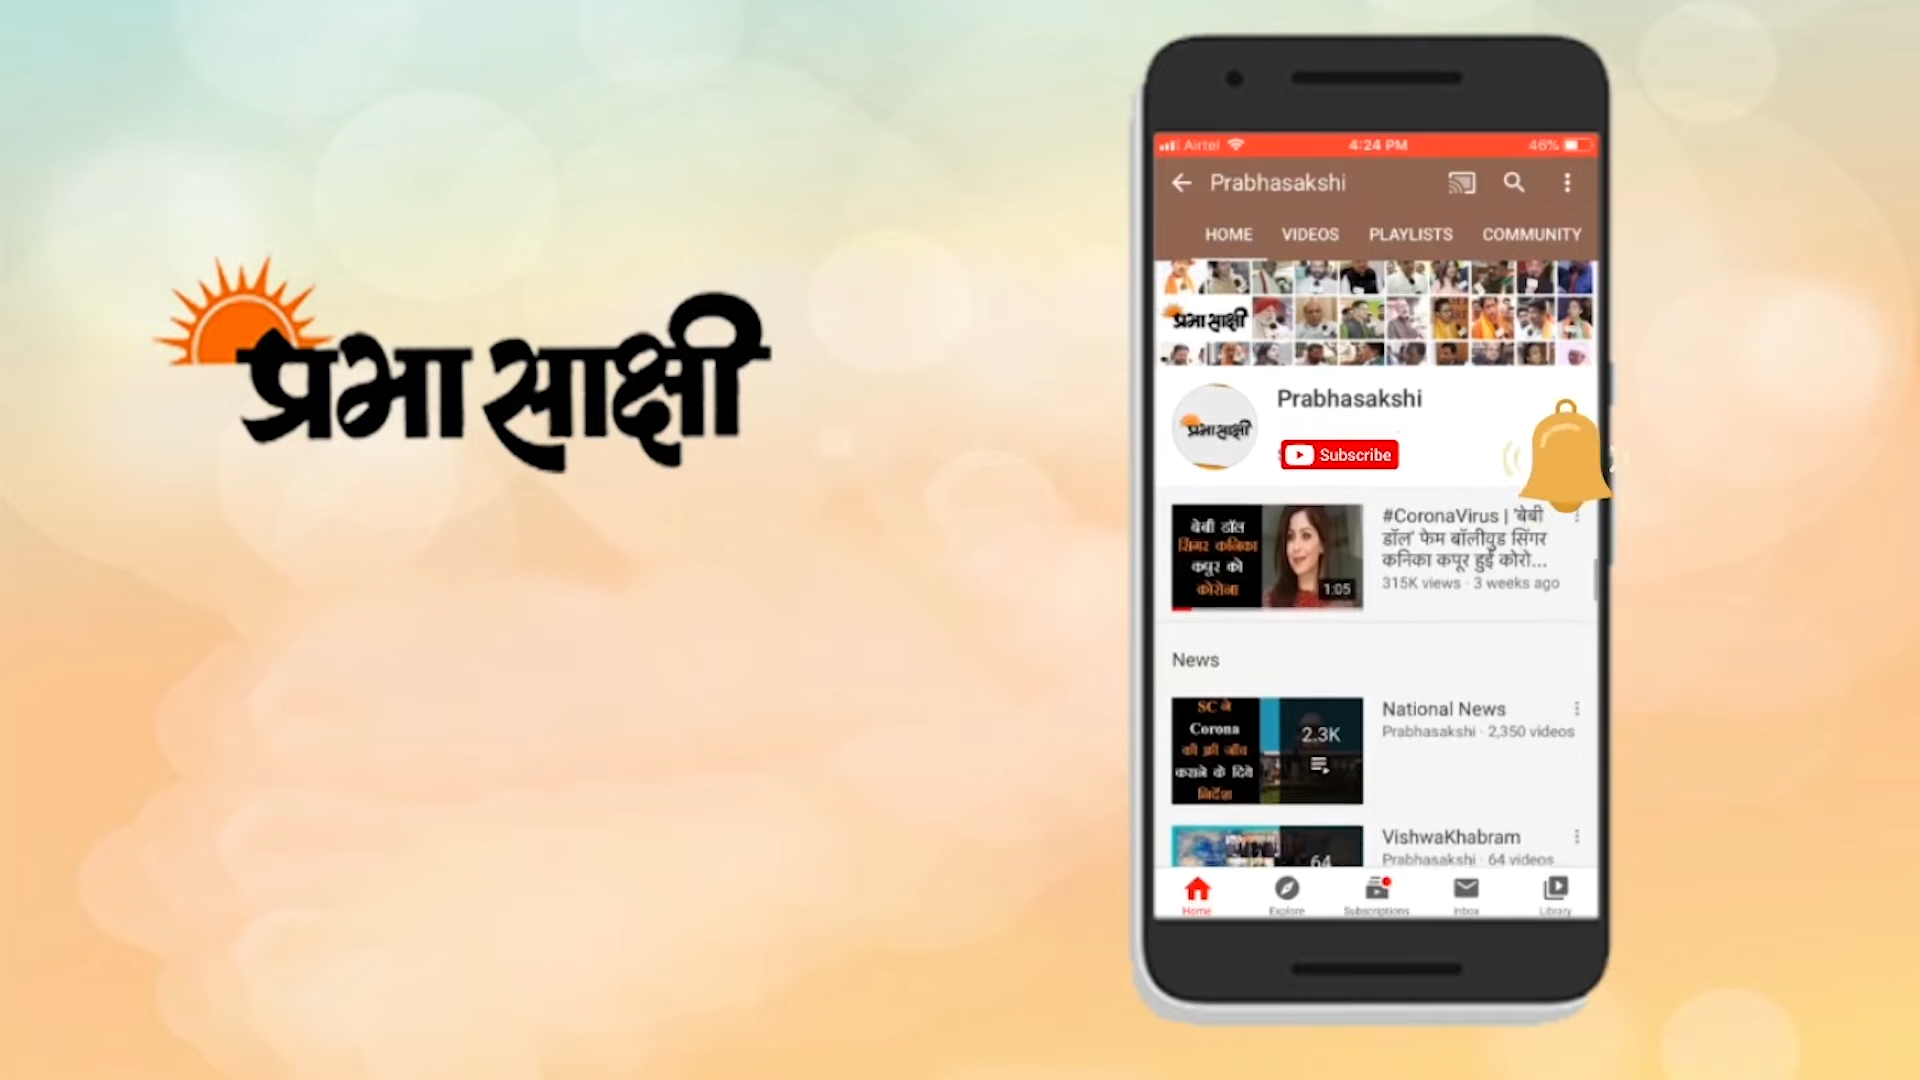 प्रभासाक्षी
Airtel 4:24 PM 46%
Prabhasakshi
HOME VIDEOS PLAYLISTS COMMUNITY
प्रभासाक्षी
Prabhasakshi
प्रभासाक्षी
Subscribe
बेबी डॉल
सिंगर कनिका
कपूर को
कोरोना
1:05
#CoronaVirus | 'बेबी
डॉल' फेम बॉलीवुड सिंगर
कनिका कपूर हुईं कोरो...
315K views · 3 weeks ago
News
SC ने
Corona
की फ्री जाँच
कराने के दिये
निर्देश
2.3K
National News
Prabhasakshi · 2,350 videos
64
VishwaKhabram
Prabhasakshi · 64 videos
Home Explore Subscriptions Inbox Library